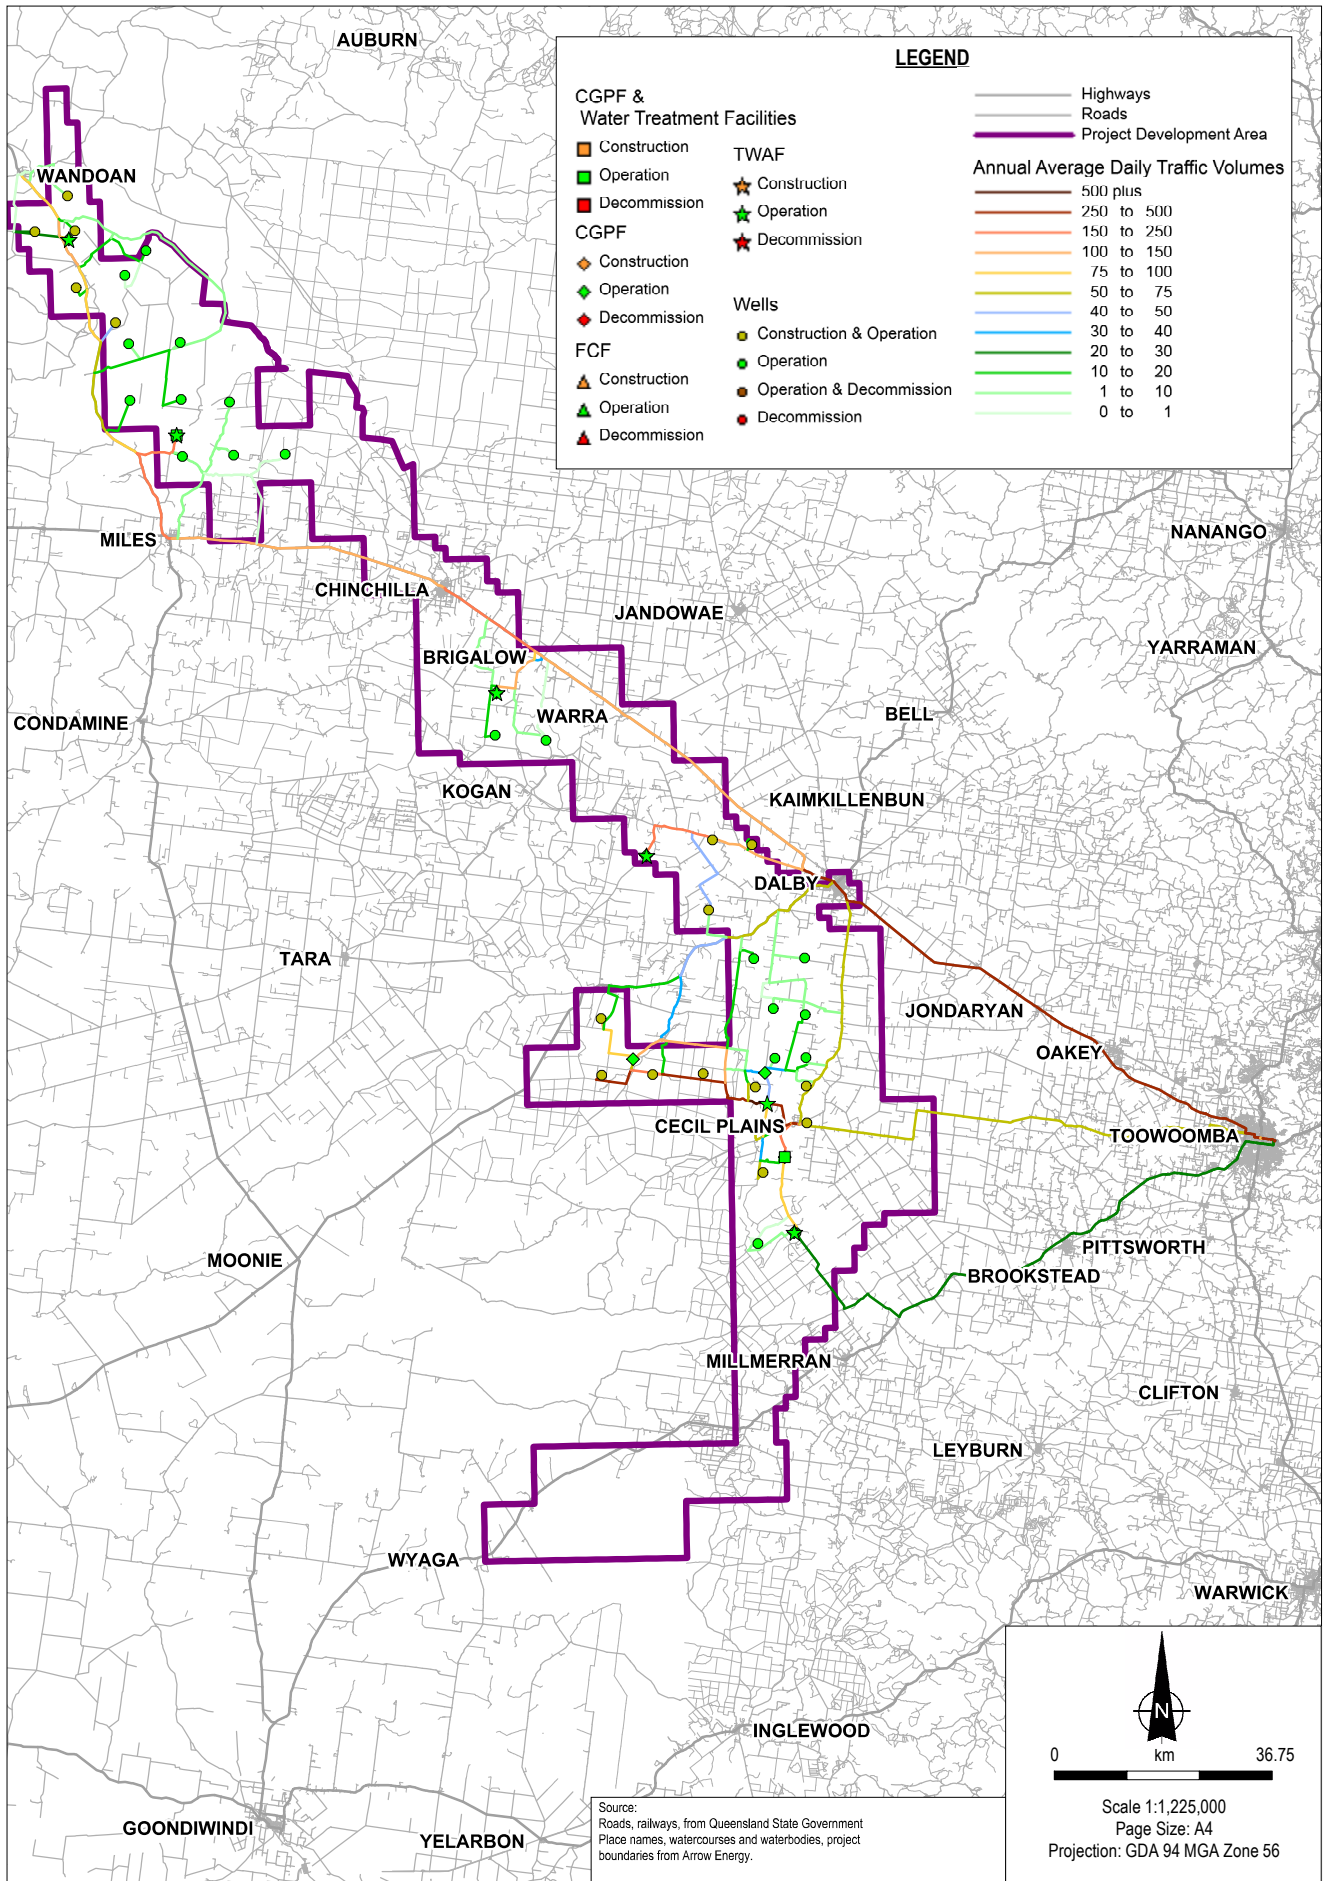 AUBURN
LEGEND
CGPF &
Water Treatment Facilities
Construction
Operation
Decommission
CGPF
Construction
Operation
Decommission
FCF
Construction
Operation
Decommission
TWAF
Construction
Operation
Decommission
Wells
Construction & Operation
Operation
Operation & Decommission
Decommission
Highways
Roads
Project Development Area
Annual Average Daily Traffic Volumes
500 plus
250 to 500
150 to 250
100 to 150
75 to 100
50 to 75
40 to 50
30 to 40
20 to 30
10 to 20
1 to 10
0 to 1
WANDOAN
NANANGO
MILES
CHINCHILLA
JANDOWAE
YARRAMAN
BRIGALOW
CONDAMINE
WARRA
BELL
KOGAN
KAIMKILLENBUN
DALBY
TARA
JONDARYAN
OAKEY
CECIL PLAINS
TOOWOOMBA
MOONIE
PITTSWORTH
BROOKSTEAD
MILLMERRAN
CLIFTON
LEYBURN
WYAGA
WARWICK
INGLEWOOD
GOONDIWINDI
YELARBON
N
0 km 36.75
Scale 1:1,225,000
Page Size: A4
Projection: GDA 94 MGA Zone 56
Source:
Roads, railways, from Queensland State Government
Place names, watercourses and waterbodies, project
boundaries from Arrow Energy.